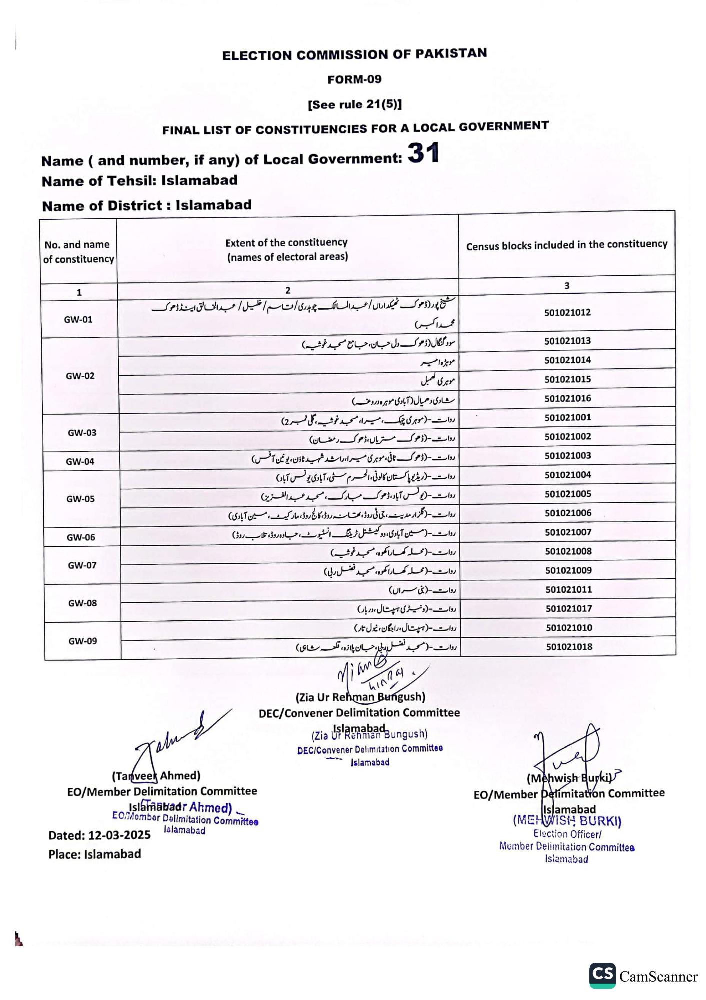 ELECTION COMMISSION OF PAKISTAN
FORM-09
[See rule 21(5)]
FINAL LIST OF CONSTITUENCIES FOR A LOCAL GOVERNMENT
Name ( and number, if any) of Local Government: 31
Name of Tehsil: Islamabad
Name of District : Islamabad
No. and name of constituency
Extent of the constituency (names of electoral areas)
Census blocks included in the constituency
1 2 3
GW-01
شیخ پور(ڈھوک ٹھیکداراں/عبدالمالک چوہدری/قاسم/خلیل/عبدالخالق اینڈ ڈھوک
محمداکبر)
501021012
GW-02
سود گنگال(ڈھوک دل جان، جامع مسجد غوثیہ) 501021013
موہڑہ امیر 501021014
موہری کھمبل 501021015
شادی دھمیال(آبادی موہرہ دروغہ) 501021016
GW-03
روات-(موہری چہک، میرا، مسجد غوثیہ، گلی نمبر 2) 501021001
روات-(ڈھوک مستریاں، ڈھوک رمضان) 501021002
GW-04
روات-(ڈھوک ثانی، موہری میرا، راشد شہید ٹاؤن، یونین آفس) 501021003
GW-05
روات-(ریڈیو پاکستان کالونی، الحرم سٹی، آبادی یونس آباد) 501021004
روات-(یونس آباد، ڈھوک مبارک، مسجد عبدالعزیز) 501021005
روات-(گلزار مدینہ، جی ٹی روڈ، تھانہ روڈ، کالج روڈ، مارکیٹ، مسین آبادی) 501021006
GW-06
روات-(مسین آبادی، ووکیشنل ٹریننگ انسٹیوٹ، جاوہ روڈ، تلاب روڈ) 501021007
GW-07
روات-(محلہ کھارا کھوہ، مسجد غوثیہ) 501021008
روات-(محلہ کھارا کھوہ، مسجد فضل ربی) 501021009
GW-08
روات-(بنی سراں) 501021011
روات-(ونیڑی ہسپتال، دربار) 501021017
GW-09
روات-(ہسپتال، راجگان، نیول تار) 501021010
روات-(مسجد فضل ربی، جان پلازہ، قلعہ شاہی) 501021018
(Zia Ur Rehman Bungush)
DEC/Convener Delimitation Committee
Islamabad
(Zia Ur Rehman Bungush)
DEC/Convener Delimitation Committee
Islamabad
(Tanveer Ahmed)
EO/Member Delimitation Committee
Islamabad
(Tanveer Ahmed)
EO/Member Delimitation Committee
Islamabad
(Mehwish Burki)
EO/Member Delimitation Committee
Islamabad
(MEHWISH BURKI)
Election Officer/
Member Delimitation Committee
Islamabad
Dated: 12-03-2025
Place: Islamabad
CS CamScanner